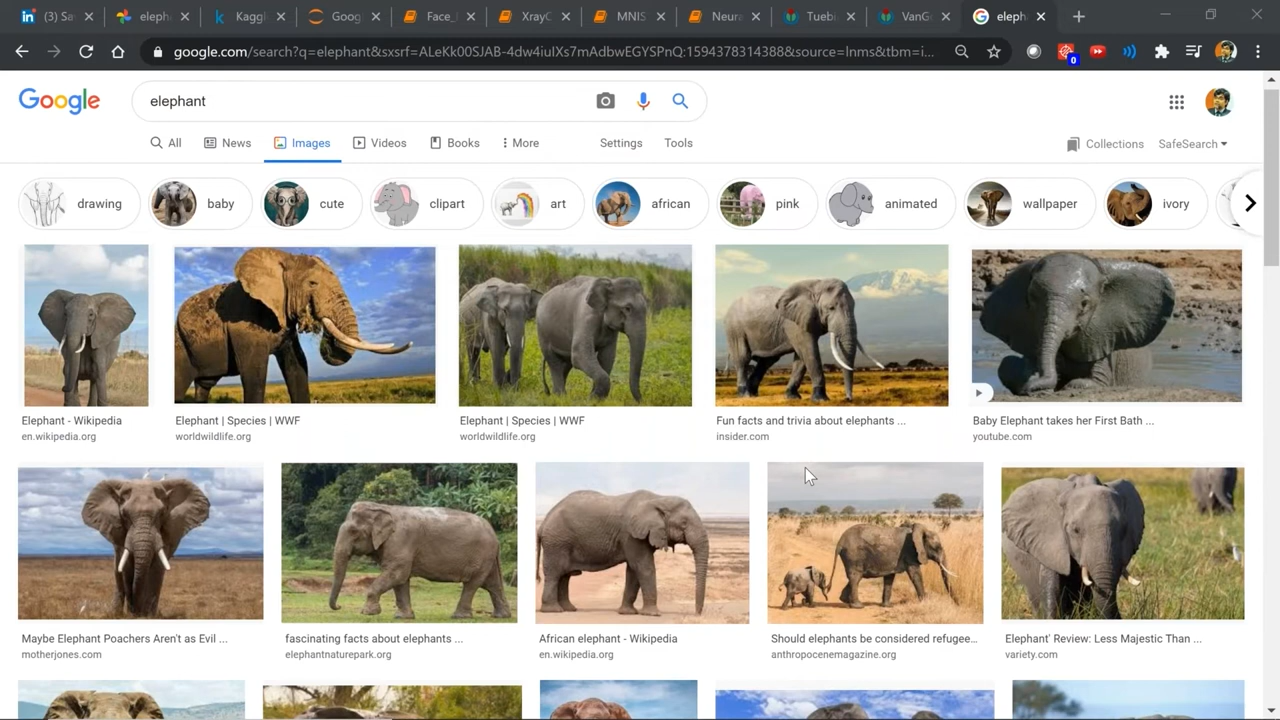 (3) Sa
eleph
Kaggl
Goog
Face_
XrayC
MNIS
Neura
Tuebi
VanG
eleph
google.com/search?q=elephant&sxsrf=ALeKk00SJAB-4dv4iuIXs7mAdbwEGYSPnQ:1594378314388&source=lnms&tbm=i...
0
Google
elephant
All
News
Images
Videos
Books
More
Settings
Tools
Collections
SafeSearch
drawing
baby
cute
clipart
art
african
pink
animated
wallpaper
ivory
Elephant - Wikipedia
en.wikipedia.org
Elephant | Species | WWF
worldwildlife.org
Elephant | Species | WWF
worldwildlife.org
Fun facts and trivia about elephants ...
insider.com
Baby Elephant takes her First Bath ...
youtube.com
Maybe Elephant Poachers Aren't as Evil ...
motherjones.com
fascinating facts about elephants ...
elephantnaturepark.org
African elephant - Wikipedia
en.wikipedia.org
Should elephants be considered refugee...
anthropocenemagazine.org
Elephant' Review: Less Majestic Than ...
variety.com